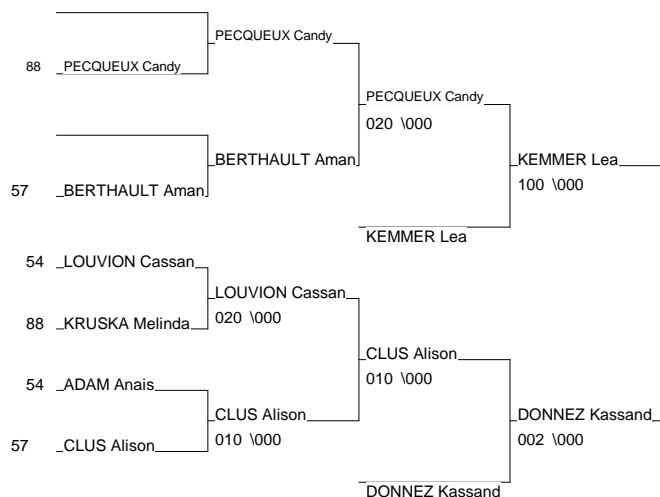 PECQUEUX Candy
88 PECQUEUX Candy
PECQUEUX Candy
020 \000
BERTHAULT Aman
KEMMER Lea
100 \000
57 BERTHAULT Aman
KEMMER Lea
54 LOUVION Cassan
LOUVION Cassan
020 \000
88 KRUSKA Melinda
CLUS Alison
010 \000
54 ADAM Anais
CLUS Alison
010 \000
DONNEZ Kassand
002 \000
57 CLUS Alison
DONNEZ Kassand